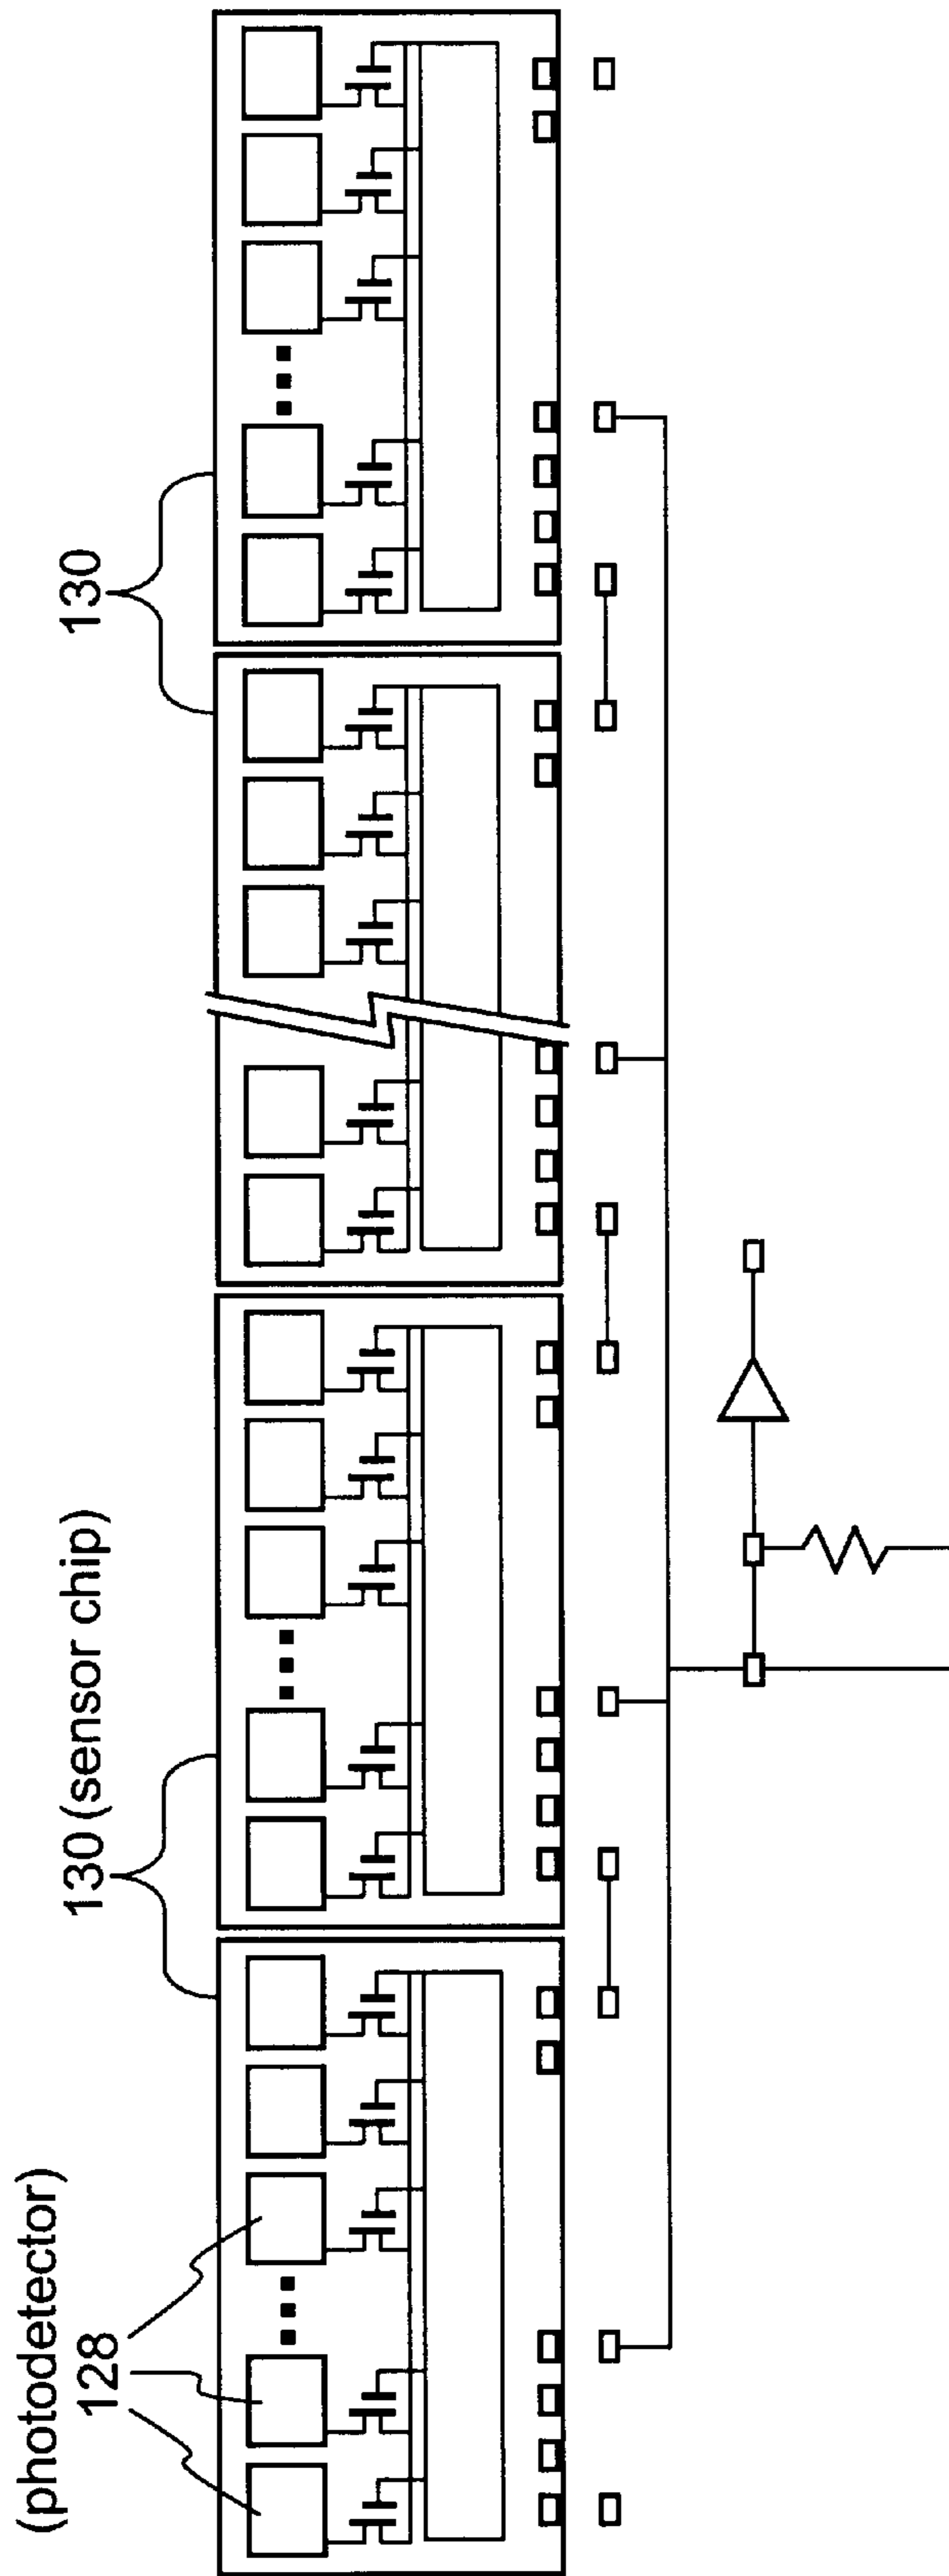 (photodetector)
128
130 (sensor chip)
130